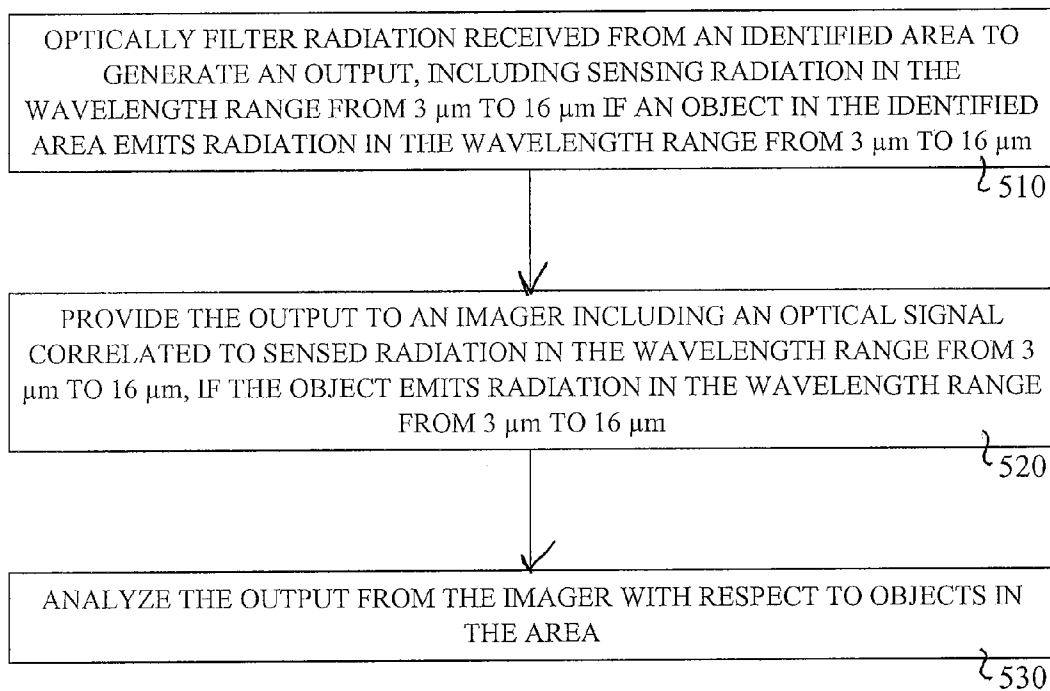 OPTICALLY FILTER RADIATION RECEIVED FROM AN IDENTIFIED AREA TO
GENERATE AN OUTPUT, INCLUDING SENSING RADIATION IN THE
WAVELENGTH RANGE FROM 3 µm TO 16 µm IF AN OBJECT IN THE IDENTIFIED
AREA EMITS RADIATION IN THE WAVELENGTH RANGE FROM 3 µm TO 16 µm
510
PROVIDE THE OUTPUT TO AN IMAGER INCLUDING AN OPTICAL SIGNAL
CORRELATED TO SENSED RADIATION IN THE WAVELENGTH RANGE FROM 3
µm TO 16 µm, IF THE OBJECT EMITS RADIATION IN THE WAVELENGTH RANGE
FROM 3 µm TO 16 µm
520
ANALYZE THE OUTPUT FROM THE IMAGER WITH RESPECT TO OBJECTS IN
THE AREA
530